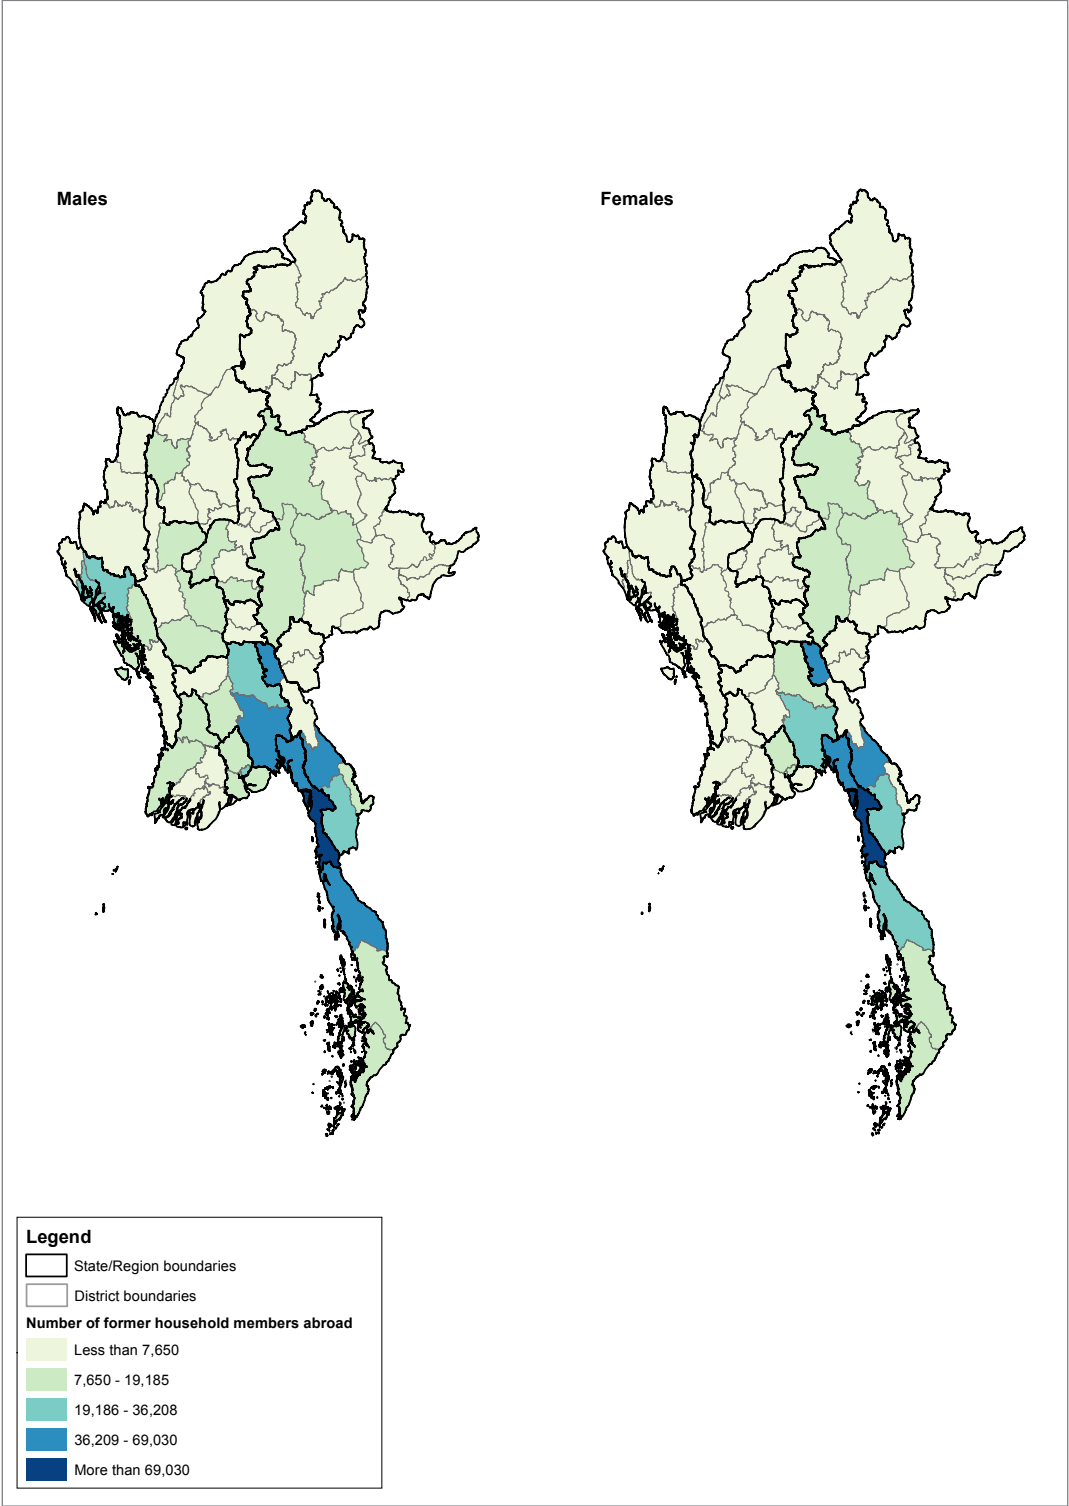 Males
Females
Legend
State/Region boundaries
District boundaries
Number of former household members abroad
Less than 7,650
7,650 - 19,185
19,186 - 36,208
36,209 - 69,030
More than 69,030